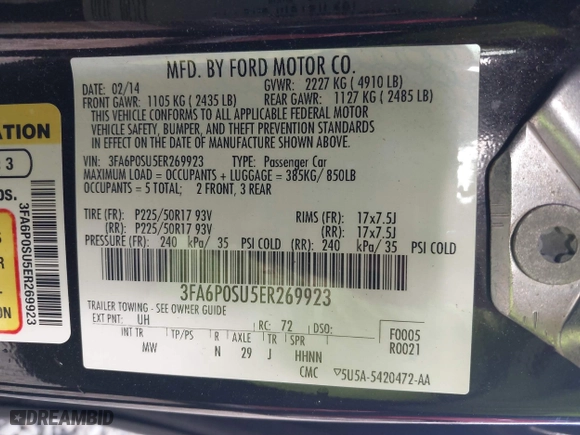 MFD. BY FORD MOTOR CO.
DATE: 02/14 GVWR: 2227 KG ( 4910 LB)
FRONT GAWR: 1105 KG ( 2435 LB) REAR GAWR: 1127 KG ( 2485 LB)
THIS VEHICLE CONFORMS TO ALL APPLICABLE FEDERAL MOTOR
VEHICLE SAFETY, BUMPER, AND THEFT PREVENTION STANDARDS
IN EFFECT ON THE DATE OF MANUFACTURE SHOWN ABOVE.
VIN: 3FA6P0SU5ER269923 TYPE: Passenger Car
MAXIMUM LOAD = OCCUPANTS + LUGGAGE = 385KG/ 850LB
OCCUPANTS = 5 TOTAL: 2 FRONT, 3 REAR
TIRE (FR): P225/50R17 93V RIMS (FR): 17x7.5J
(RR): P225/50R17 93V (RR): 17x7.5J
PRESSURE (FR): 240 kPa/ 35 PSI COLD (RR): 240 kPa/ 35 PSI COLD
3FA6P0SU5ER269923
TRAILER TOWING - SEE OWNER GUIDE
EXT PNT: UH RC: 72 DSO: F0005
INT TR TP/PS R AXLE TR SPR R0021
MW N 29 J HHNN
CMC 5U5A-5420472-AA
ATION
: 3
os.
S
R
ON
3FA6P0SU5ER269923
DREAMBID
dreambid.com